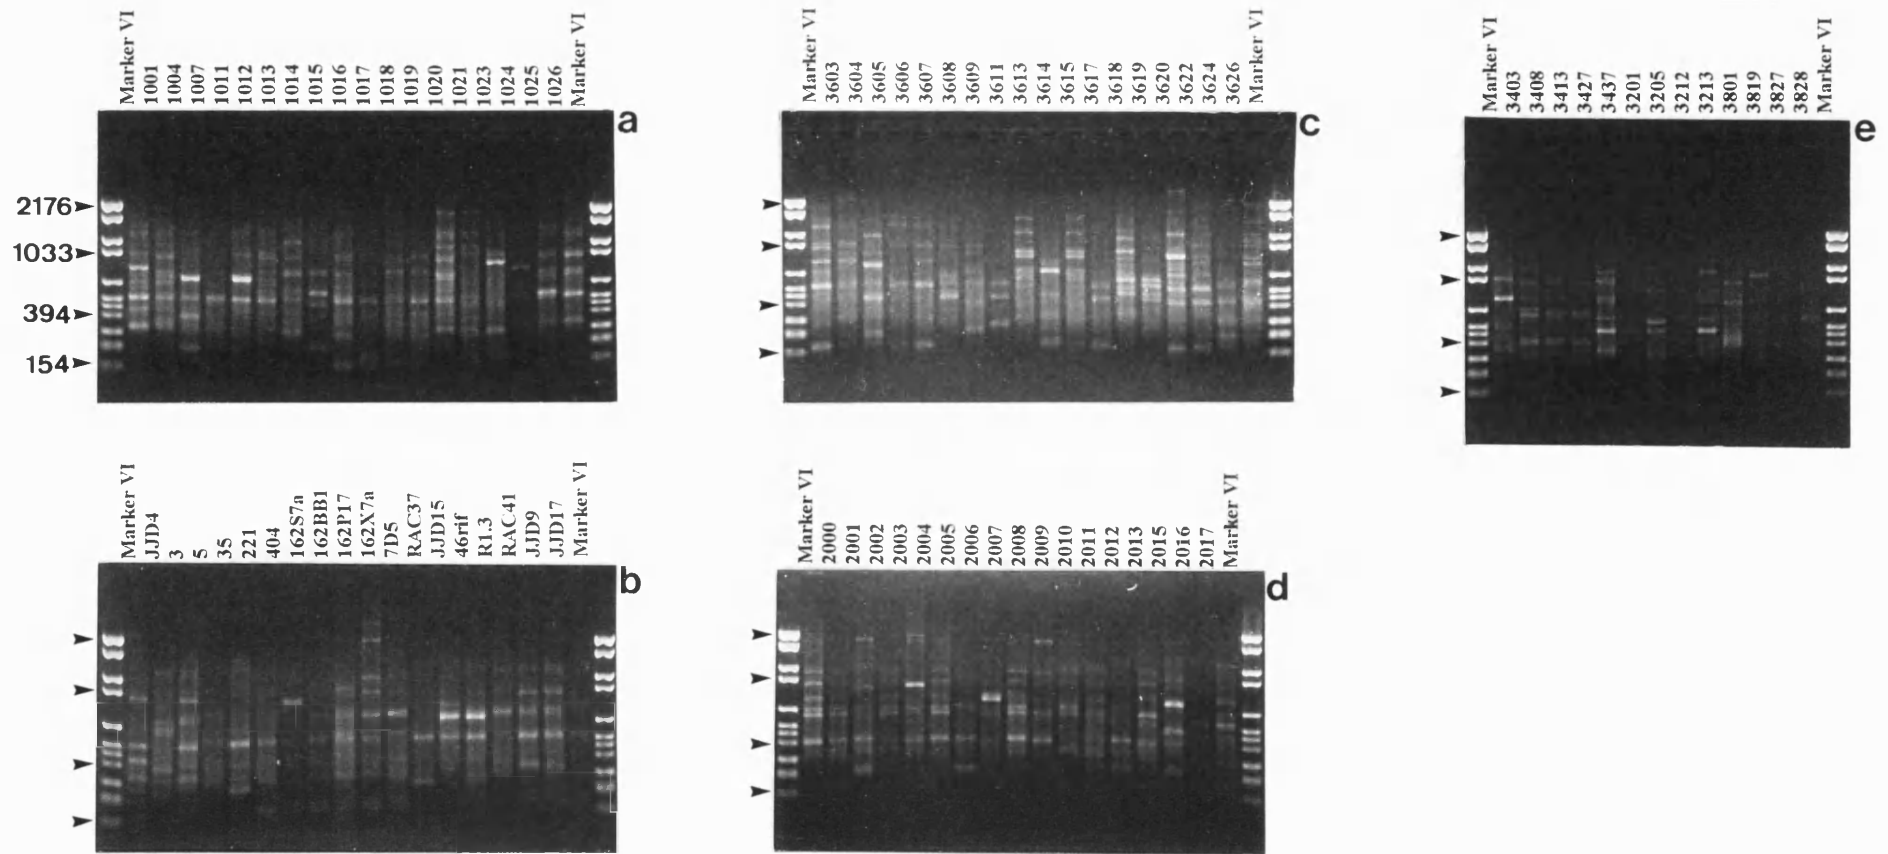 Marker VI 1001 1004 1007 1011 1012 1013 1014 1015 1016 1017 1018 1019 1020 1021 1023 1024 1025 1026 Marker VI
a
2176
1033
394
154
Marker VI JJD4 3 5 35 221 404 162S7a 162BB1 162P17 162X7a 7D5 RAC37 JJD15 46rif R1.3 RAC41 JJD9 JJD17 Marker VI
b
Marker VI 3603 3604 3605 3606 3607 3608 3609 3611 3613 3614 3615 3617 3618 3619 3620 3622 3624 3626 Marker VI
c
Marker VI 2000 2001 2002 2003 2004 2005 2006 2007 2008 2009 2010 2011 2012 2013 2015 2016 2017 Marker VI
d
Marker VI 3403 3408 3413 3427 3437 3201 3205 3212 3213 3801 3819 3827 3828 Marker VI
e